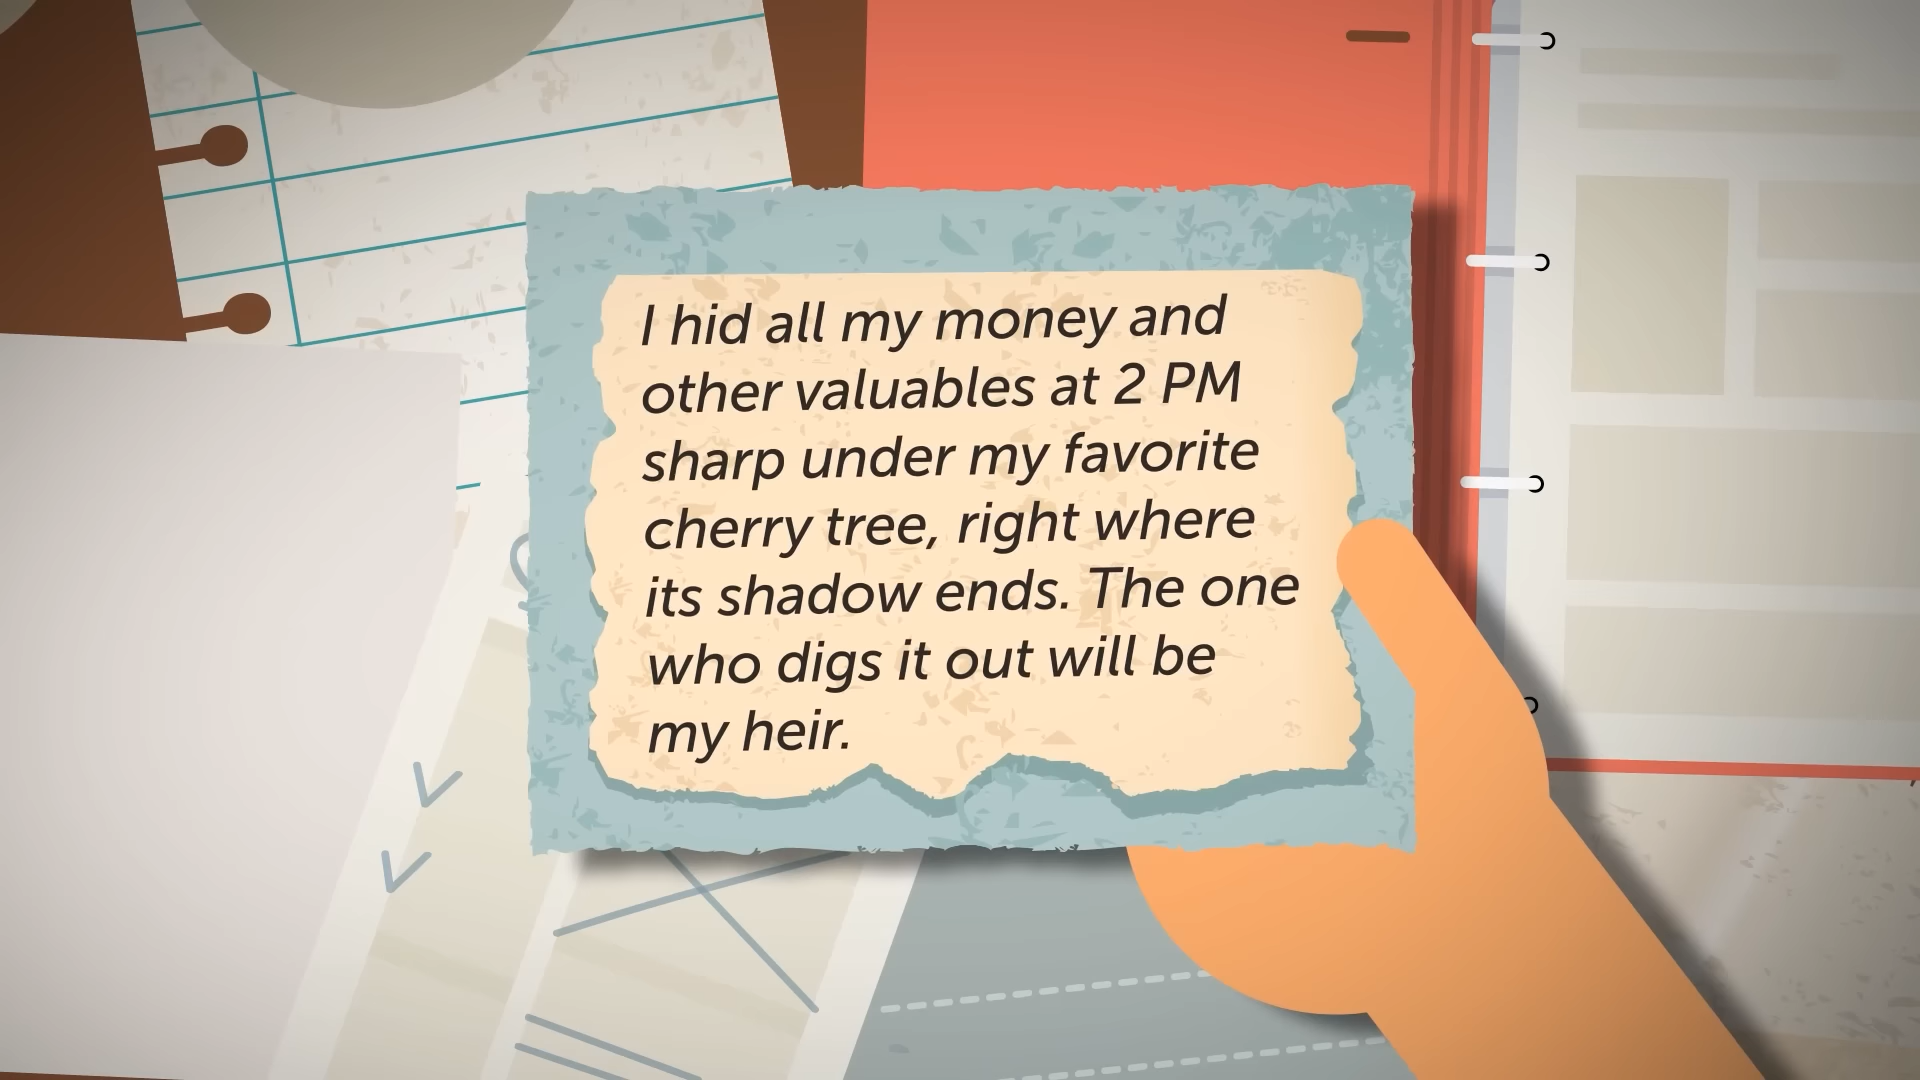 I hid all my money and
other valuables at 2 PM
sharp under my favorite
cherry tree, right where
its shadow ends. The one
who digs it out will be
my heir.